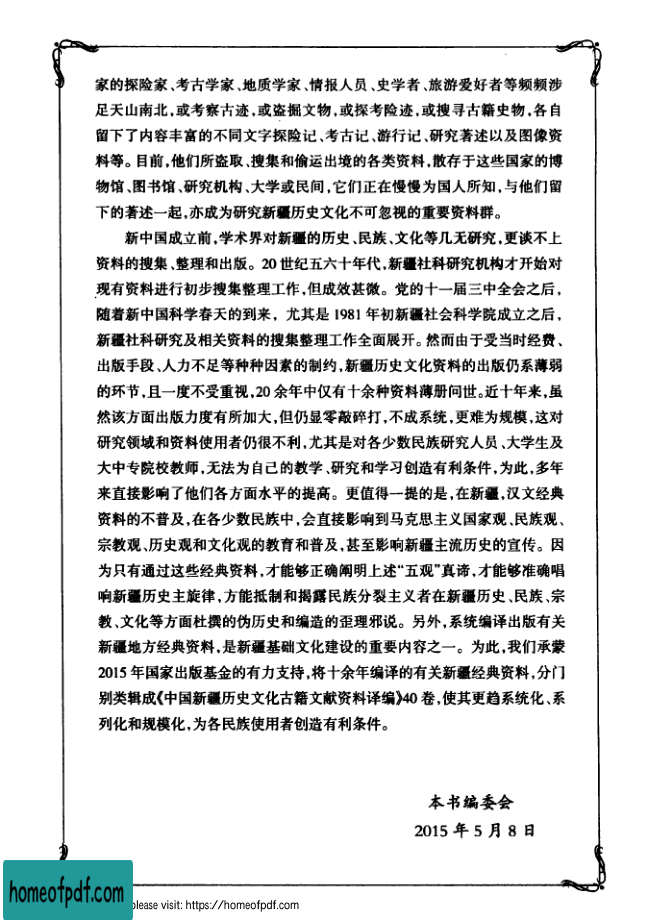 家的探险家、考古学家、地质学家、情报人员、史学者、旅游爱好者等频频涉
足天山南北,或考察古迹,或盗掘文物,或探考险迹,或搜寻古籍史物,各自
留下了内容丰富的不同文字探险记、考古记、游行记、研究著述以及图像资
料等。目前,他们所盗取、搜集和偷运出境的各类资料,散存于这些国家的博
物馆、图书馆、研究机构、大学或民间,它们正在慢慢为国人所知,与他们留
下的著述一起,亦成为研究新疆历史文化不可忽视的重要资料群。
新中国成立前,学术界对新疆的历史、民族、文化等几无研究,更谈不上
资料的搜集、整理和出版。20世纪五六十年代,新疆社科研究机构才开始对
现有资料进行初步搜集整理工作,但成效甚微。党的十一届三中全会之后,
随着新中国科学春天的到来,尤其是1981年初新疆社会科学院成立之后,
新疆社科研究及相关资料的搜集整理工作全面展开。然而由于受当时经费、
出版手段、人力不足等种种因素的制约,新疆历史文化资料的出版仍系薄弱
的环节,且一度不受重视,20余年中仅有十余种资料薄册问世。近十年来,虽
然该方面出版力度有所加大,但仍显零敲碎打,不成系统,更难为规模,这对
研究领域和资料使用者仍很不利,尤其是对各少数民族研究人员、大学生及
大中专院校教师,无法为自己的教学、研究和学习创造有利条件,为此,多年
来直接影响了他们各方面水平的提高。更值得一提的是,在新疆,汉文经典
资料的不普及,在各少数民族中,会直接影响到马克思主义国家观、民族观、
宗教观、历史观和文化观的教育和普及,甚至影响新疆主流历史的宣传。因
为只有通过这些经典资料,才能够正确阐明上述“五观”真谛,才能够准确唱
响新疆历史主旋律,方能抵制和揭露民族分裂主义者在新疆历史、民族、宗
教、文化等方面杜撰的伪历史和编造的歪理邪说。另外,系统编译出版有关
新疆地方经典资料,是新疆基础文化建设的重要内容之一。为此,我们承蒙
2015年国家出版基金的有力支持,将十余年编译的有关新疆经典资料,分门
别类辑成《中国新疆历史文化古籍文献资料译编》40卷,使其更趋系统化、系
列化和规模化,为各民族使用者创造有利条件。
本书编委会
2015年5月8日
homeofpdf.com
please visit: https://homeofpdf.com